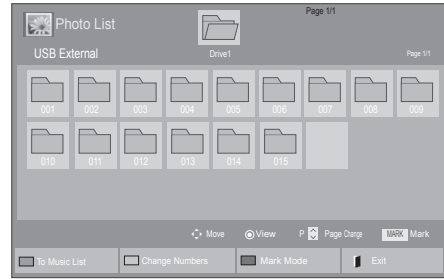 Page 1/1
Photo List
USB External
Drive1
Page 1/1
001 002 003 004 005 006 007 008 009
010 011 012 013 014 015
Move View P Page Change MARK Mark
To Music List Change Numbers Mark Mode Exit